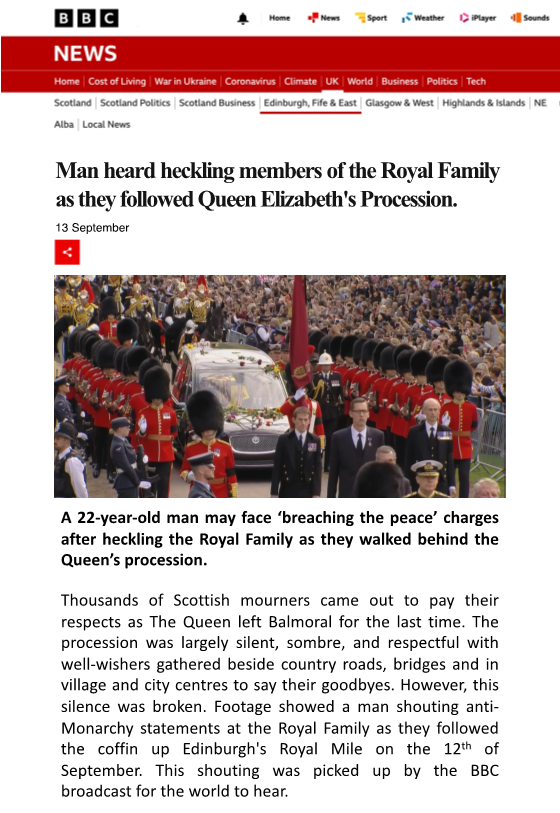 BBC
Home News Sport Weather iPlayer Sounds
NEWS
Home | Cost of Living | War in Ukraine | Coronavirus | Climate | UK | World | Business | Politics | Tech
Scotland | Scotland Politics | Scotland Business | Edinburgh, Fife & East | Glasgow & West | Highlands & Islands | NE
Alba | Local News
Man heard heckling members of the Royal Family
as they followed Queen Elizabeth's Procession.
13 September
A 22-year-old man may face ‘breaching the peace’ charges
after heckling the Royal Family as they walked behind the
Queen’s procession.
Thousands of Scottish mourners came out to pay their
respects as The Queen left Balmoral for the last time. The
procession was largely silent, sombre, and respectful with
well-wishers gathered beside country roads, bridges and in
village and city centres to say their goodbyes. However, this
silence was broken. Footage showed a man shouting anti-
Monarchy statements at the Royal Family as they followed
the coffin up Edinburgh's Royal Mile on the 12th of
September. This shouting was picked up by the BBC
broadcast for the world to hear.